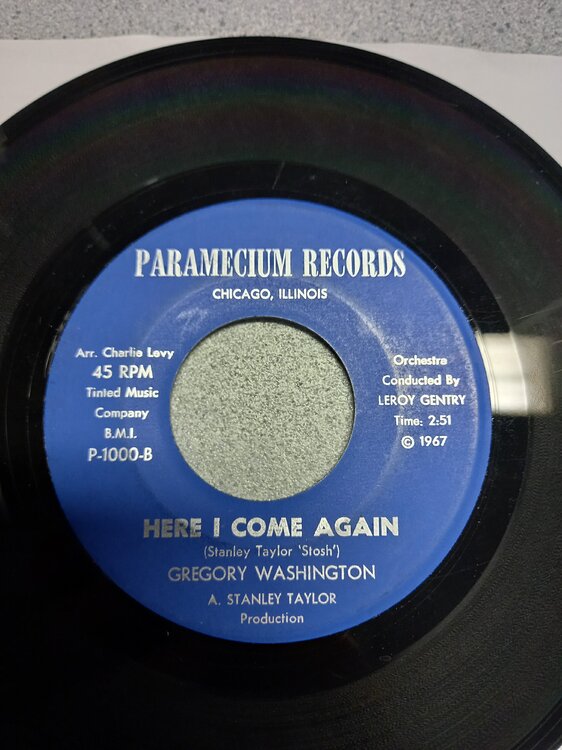 PARAMECIUM RECORDS
CHICAGO, ILLINOIS
Arr. Charlie Levy
45 RPM
Tinted Music
Company
B.M.I.
P-1000-B
Orchestra
Conducted By
LEROY GENTRY
Time: 2:51
© 1967
HERE I COME AGAIN
(Stanley Taylor 'Stosh')
GREGORY WASHINGTON
A. STANLEY TAYLOR
Production